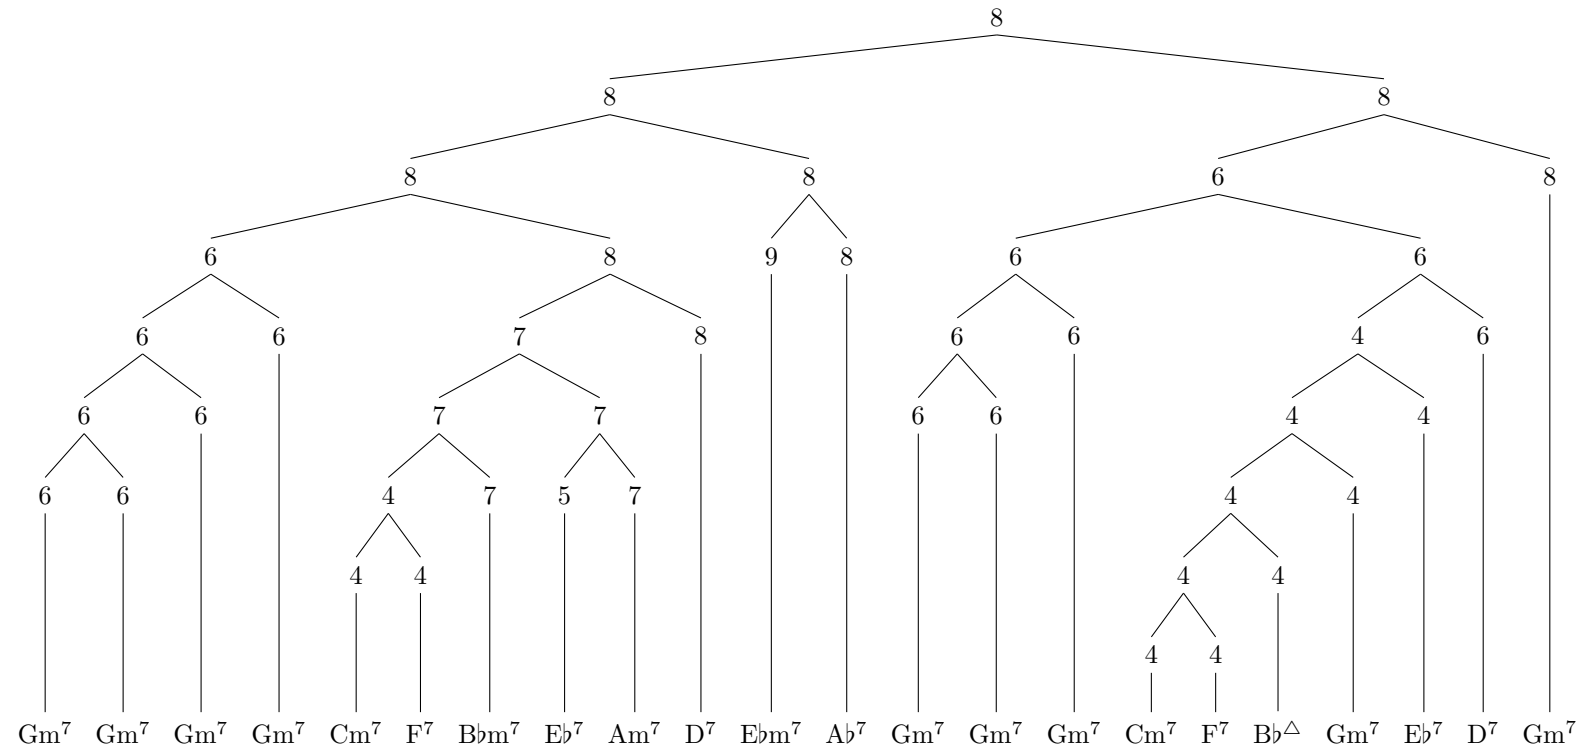 8
8 8
8 8 6 8
6 8 9 8 6 6
6 6 7 8 6 6 4 6
6 6 7 7 6 6 4 4
6 6 4 7 5 7 4 4
4 4 4 4
4 4
Gm⁷ Gm⁷ Gm⁷ Gm⁷ Cm⁷ F⁷ B♭m⁷ E♭⁷ Am⁷ D⁷ E♭m⁷ A♭⁷ Gm⁷ Gm⁷ Gm⁷ Cm⁷ F⁷ B♭△ Gm⁷ E♭⁷ D⁷ Gm⁷